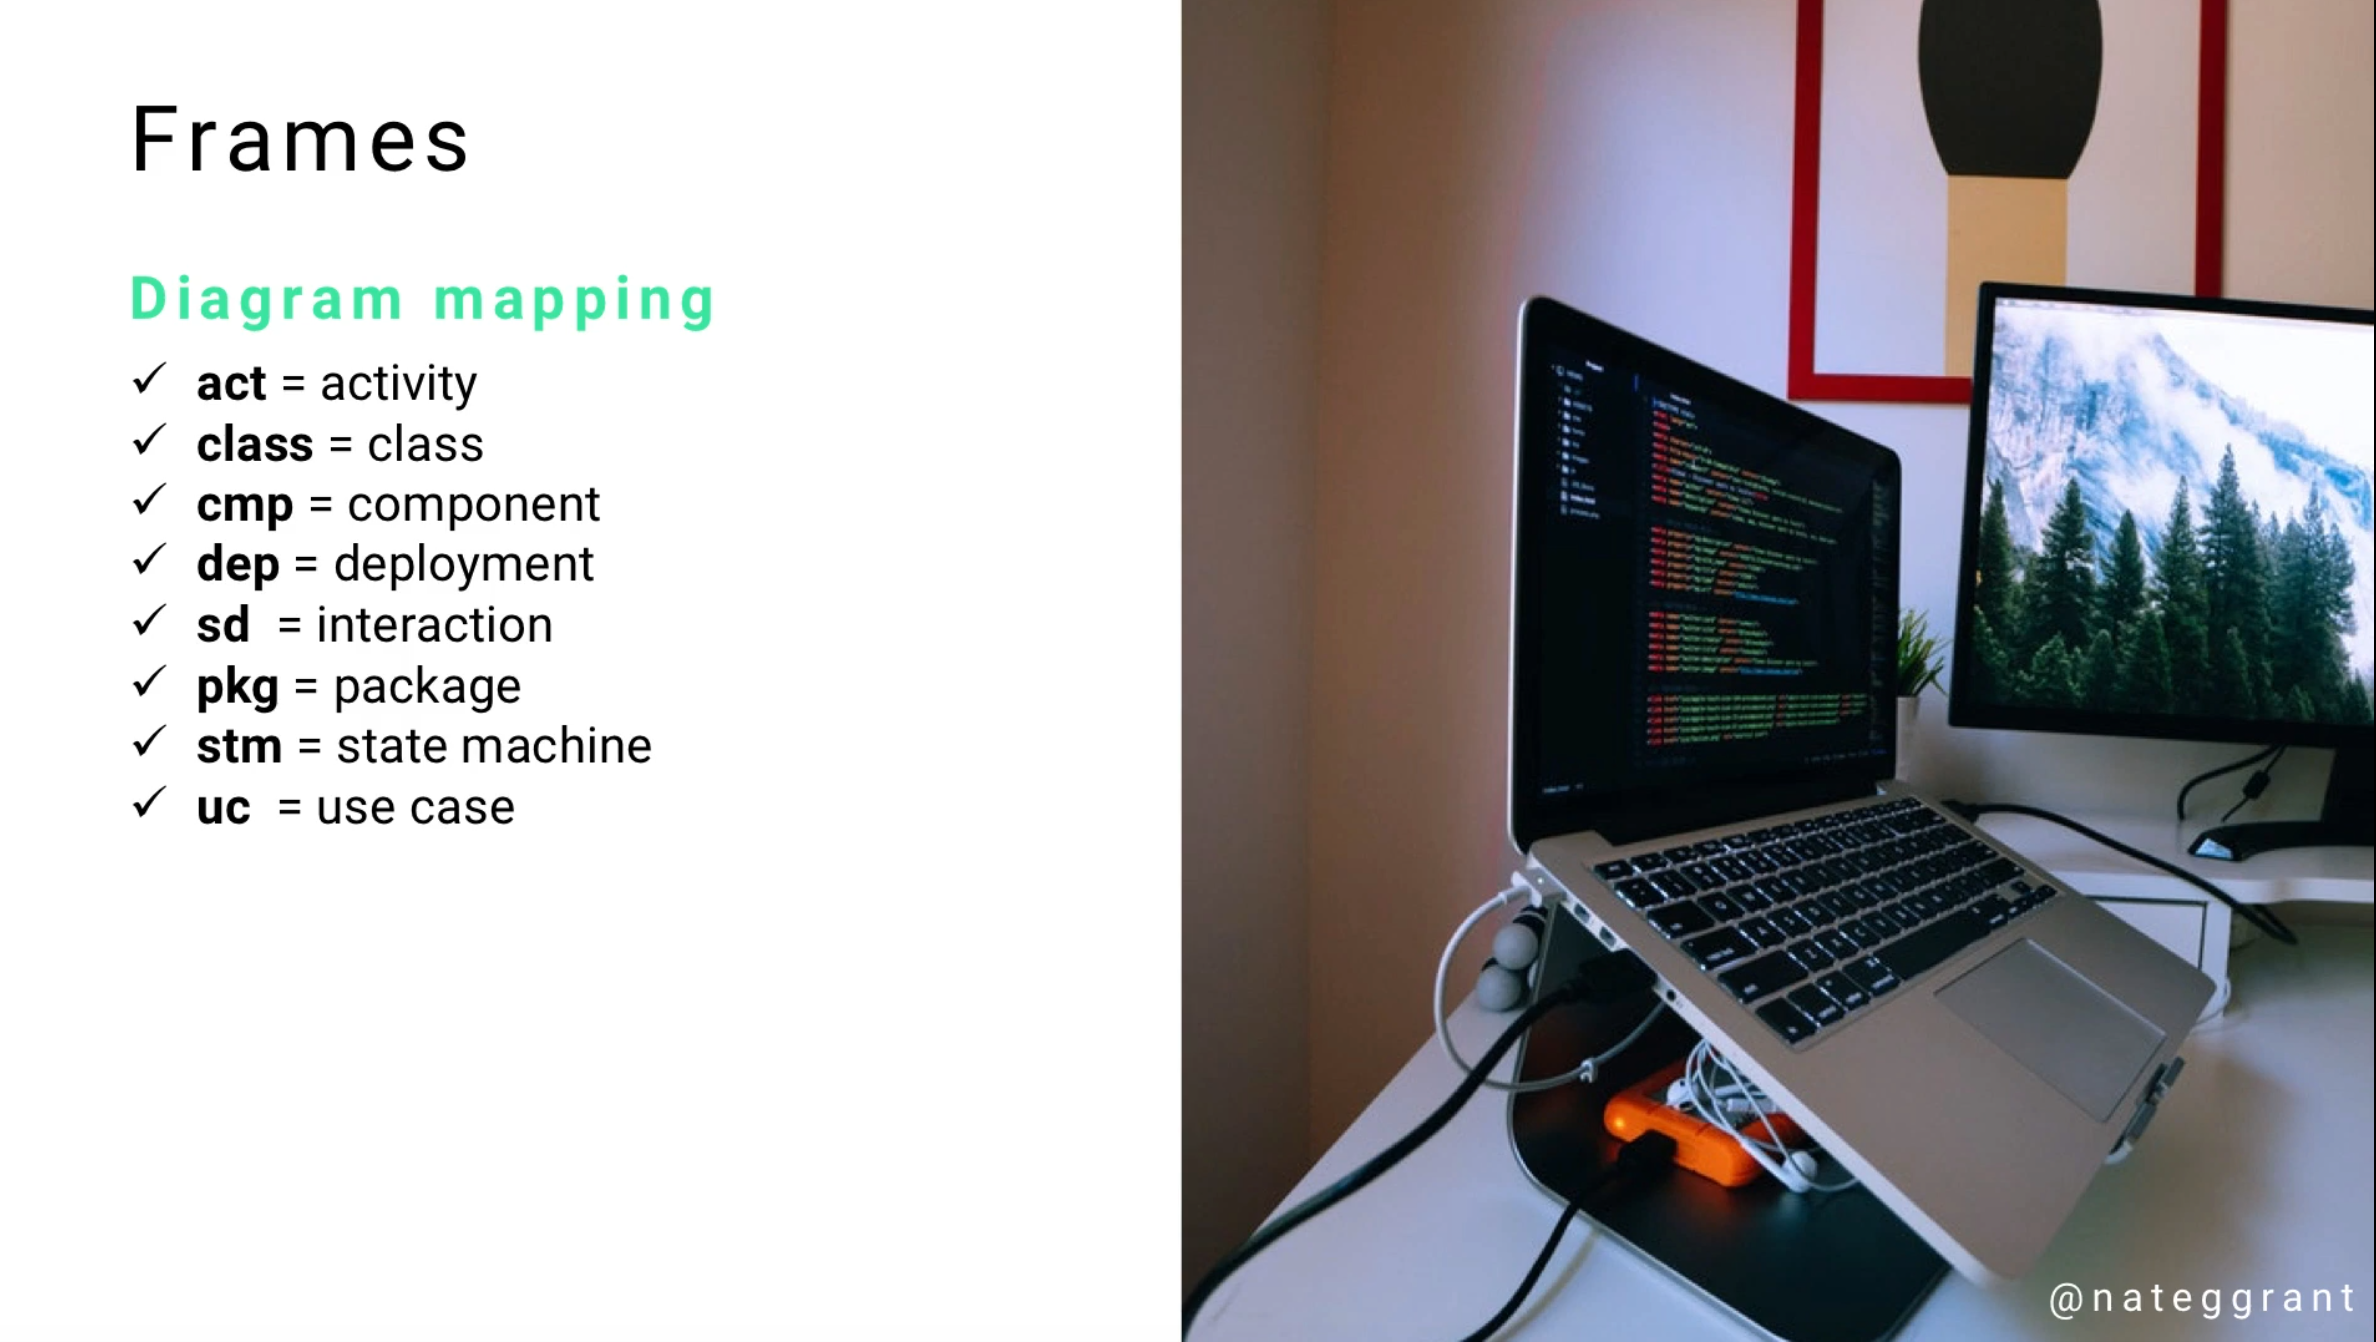 Frames
Diagram mapping
✓ act = activity
✓ class = class
✓ cmp = component
✓ dep = deployment
✓ sd = interaction
✓ pkg = package
✓ stm = state machine
✓ uc = use case
@nateggrant